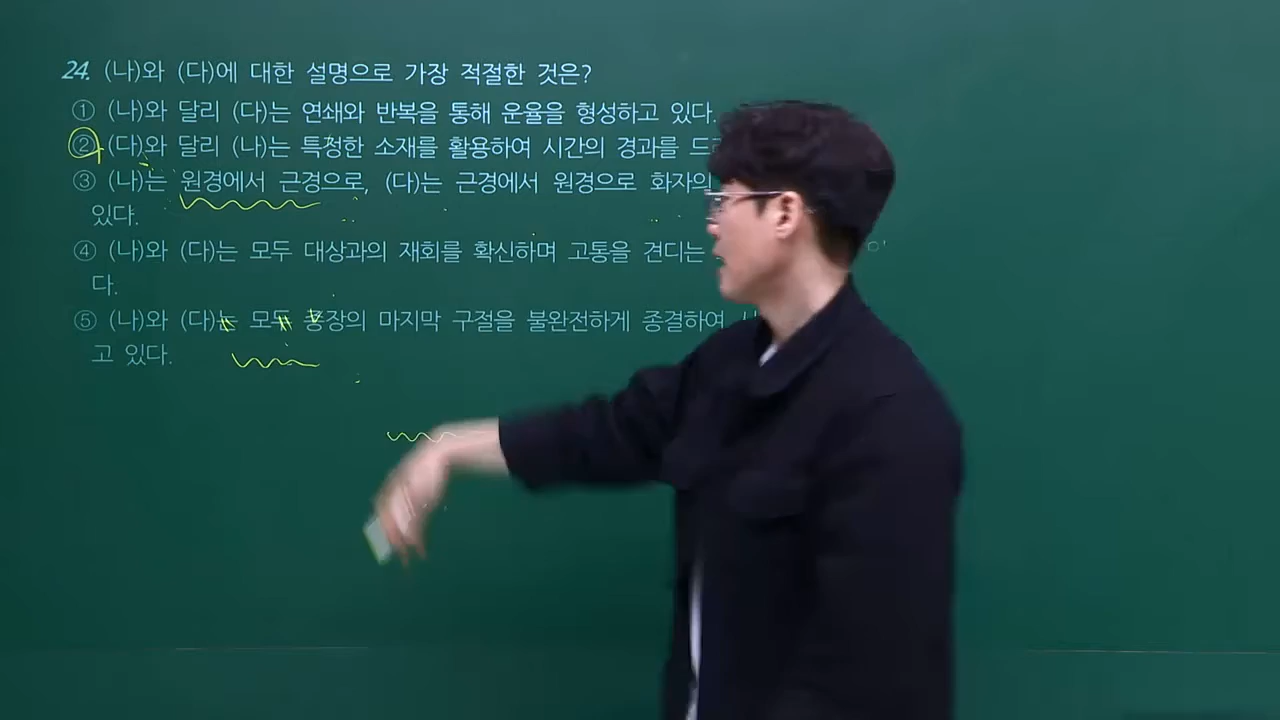 24. (나)와 (다)에 대한 설명으로 가장 적절한 것은?
① (나)와 달리 (다)는 연쇄와 반복을 통해 운율을 형성하고 있다.
② (다)와 달리 (나)는 특정한 소재를 활용하여 시간의 경과를
③ (나)는 원경에서 근경으로, (다)는 근경에서 원경으로 화자의
있다.
④ (나)와 (다)는 모두 대상과의 재회를 확신하며 고통을 견디는
다.
⑤ (나)와 (다)는 모두 종장의 마지막 구절을 불완전하게 종결하여
고 있다.